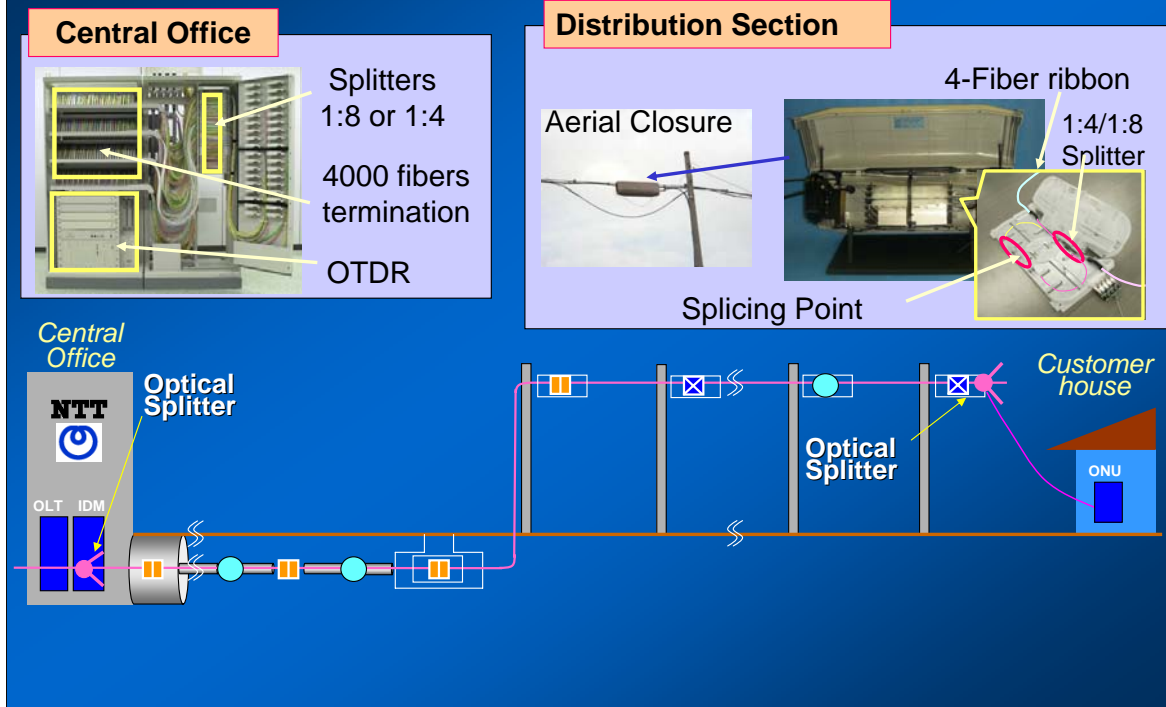 Central Office
Splitters
1:8 or 1:4
4000 fibers
termination
OTDR
Distribution Section
4-Fiber ribbon
Aerial Closure
1:4/1:8
Splitter
Splicing Point
Central
Office
Optical
Splitter
NTT
OLT IDM
Optical
Splitter
Customer
house
ONU